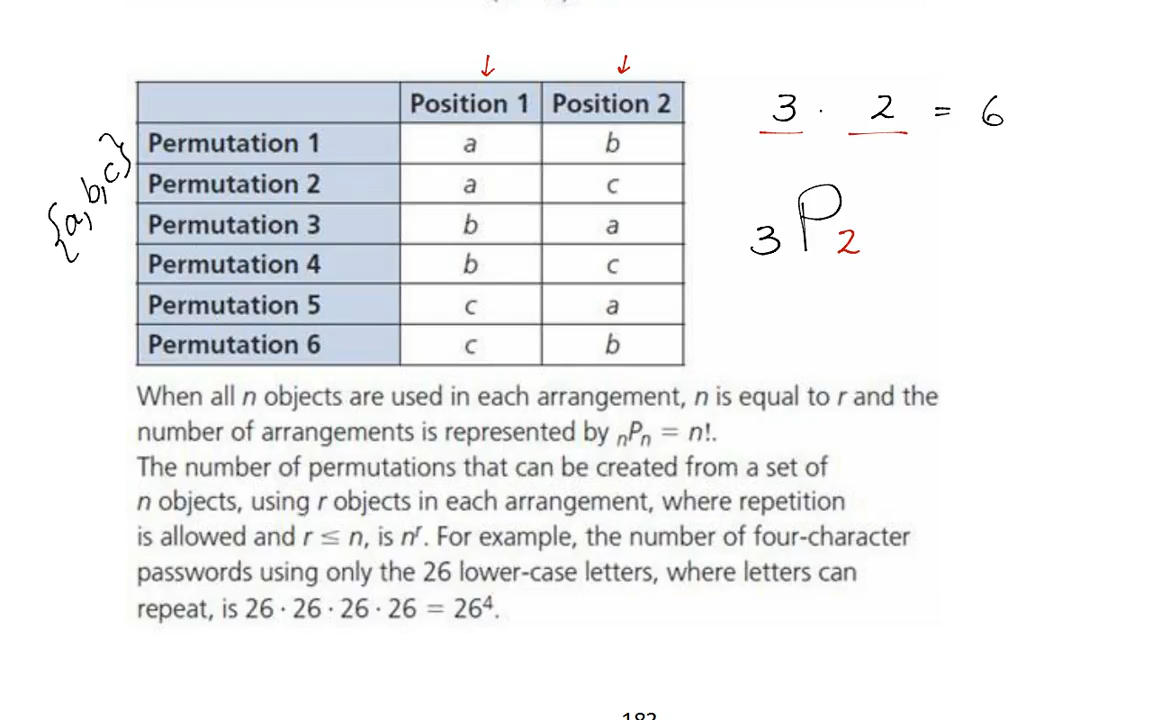 Position 1 Position 2
Permutation 1 a b
Permutation 2 a c
Permutation 3 b a
Permutation 4 b c
Permutation 5 c a
Permutation 6 c b
{a,b,c}
3 · 2 = 6
₃P₂
When all n objects are used in each arrangement, n is equal to r and the
number of arrangements is represented by ₙPₙ = n!.
The number of permutations that can be created from a set of
n objects, using r objects in each arrangement, where repetition
is allowed and r ≤ n, is nʳ. For example, the number of four-character
passwords using only the 26 lower-case letters, where letters can
repeat, is 26 · 26 · 26 · 26 = 26⁴.